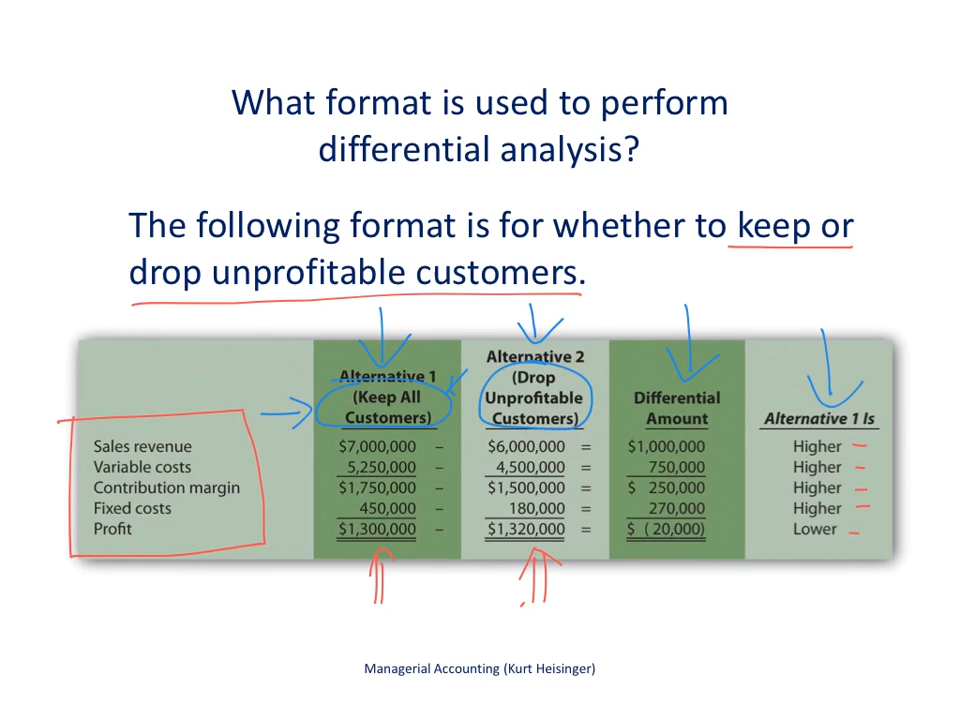 What format is used to perform
differential analysis?
The following format is for whether to keep or
drop unprofitable customers.
Alternative 1 (Keep All Customers) Alternative 2 (Drop Unprofitable Customers) Differential Amount Alternative 1 Is
Sales revenue $7,000,000 – $6,000,000 = $1,000,000 Higher
Variable costs 5,250,000 – 4,500,000 = 750,000 Higher
Contribution margin $1,750,000 – $1,500,000 = $ 250,000 Higher
Fixed costs 450,000 – 180,000 = 270,000 Higher
Profit $1,300,000 – $1,320,000 = $ (20,000) Lower
Managerial Accounting (Kurt Heisinger)